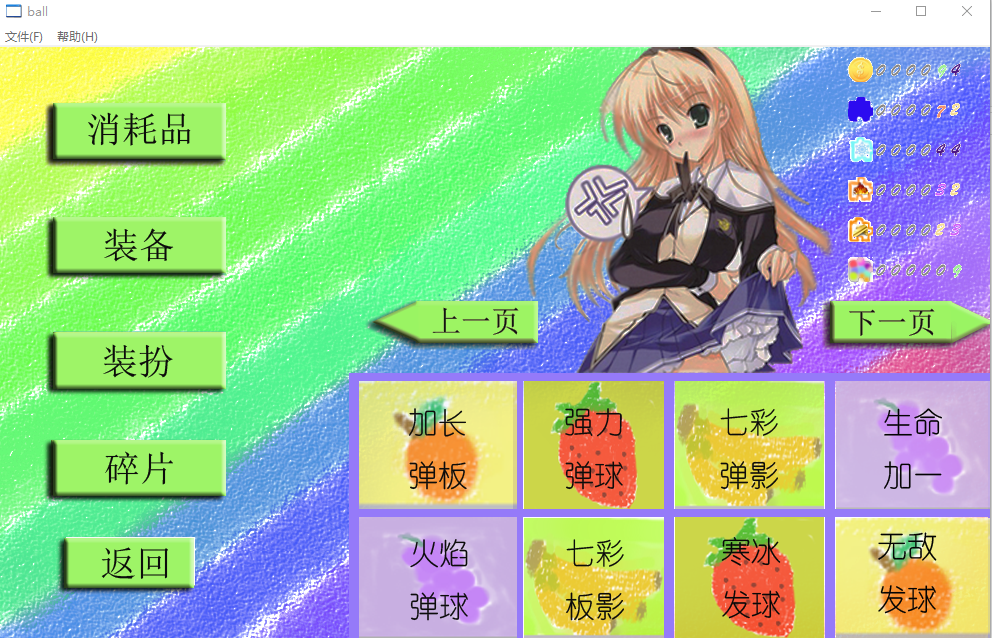 ball
文件(F) 帮助(H)
消耗品
装备
装扮
碎片
返回
上一页
下一页
加长
弹板
强力
弹球
七彩
弹影
生命
加一
火焰
弹球
七彩
板影
寒冰
发球
无敌
发球